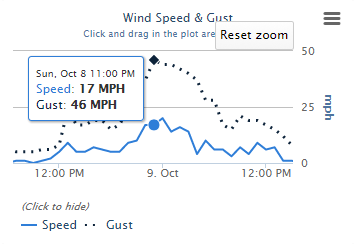 Wind Speed & Gust
Click and drag in the plot are
Reset zoom
Sun, Oct 8 11:00 PM
Speed: 17 MPH
Gust: 46 MPH
50
25
0
mph
12:00 PM
9. Oct
12:00 PM
(Click to hide)
Speed
Gust